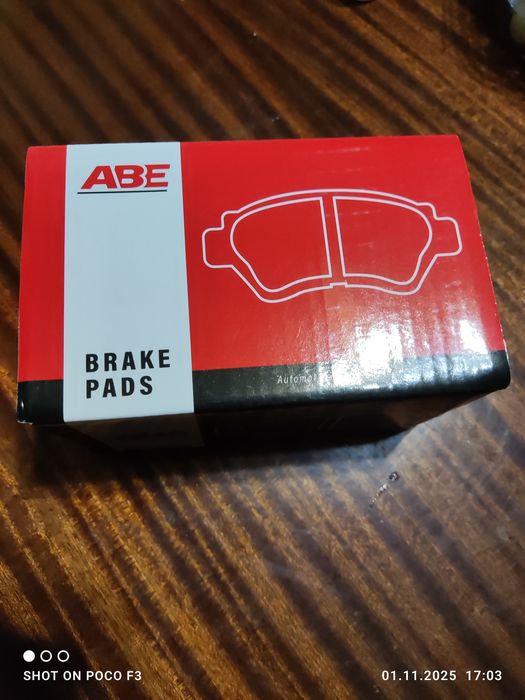 ABE
BRAKE
PADS
SHOT ON POCO F3
01.11.2025 17:03